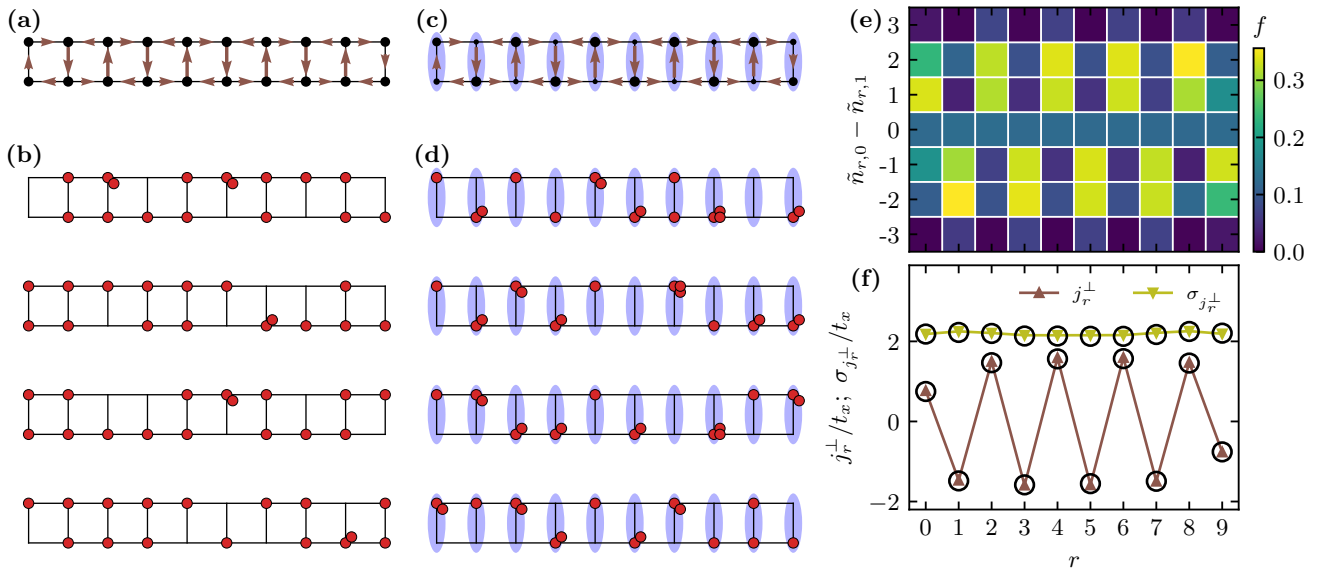 (a)
(b)
(c)
(d)
(e)
3
2
1
0
-1
-2
-3
ñ_{r,0} − ñ_{r,1}
f
0.3
0.2
0.1
0.0
(f)
j_r^⊥
σ_{j_r^⊥}
2
0
−2
j_r^⊥/t_x; σ_{j_r^⊥}/t_x
0 1 2 3 4 5 6 7 8 9
r